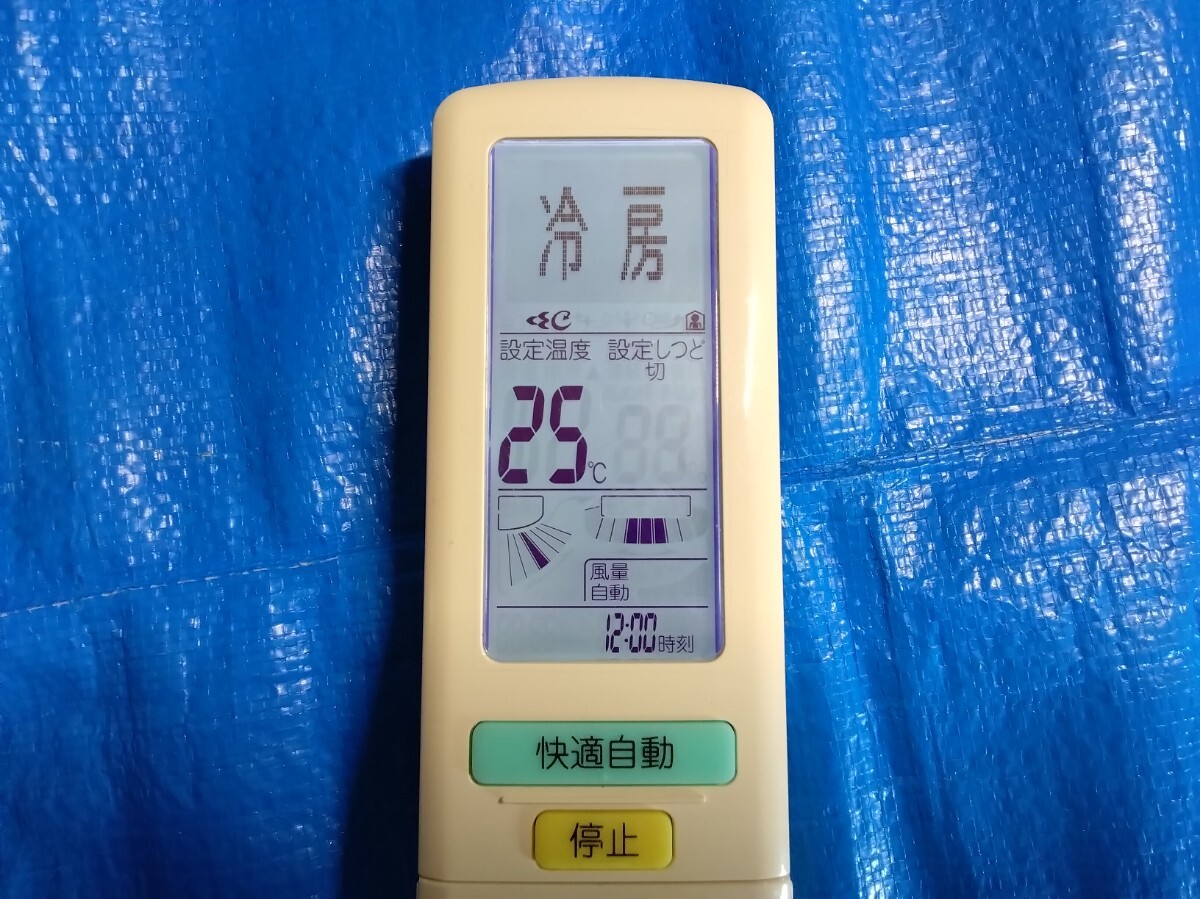 冷房
設定温度 設定しつど
切
25℃
風量
自動
12:00時刻
快適自動
停止